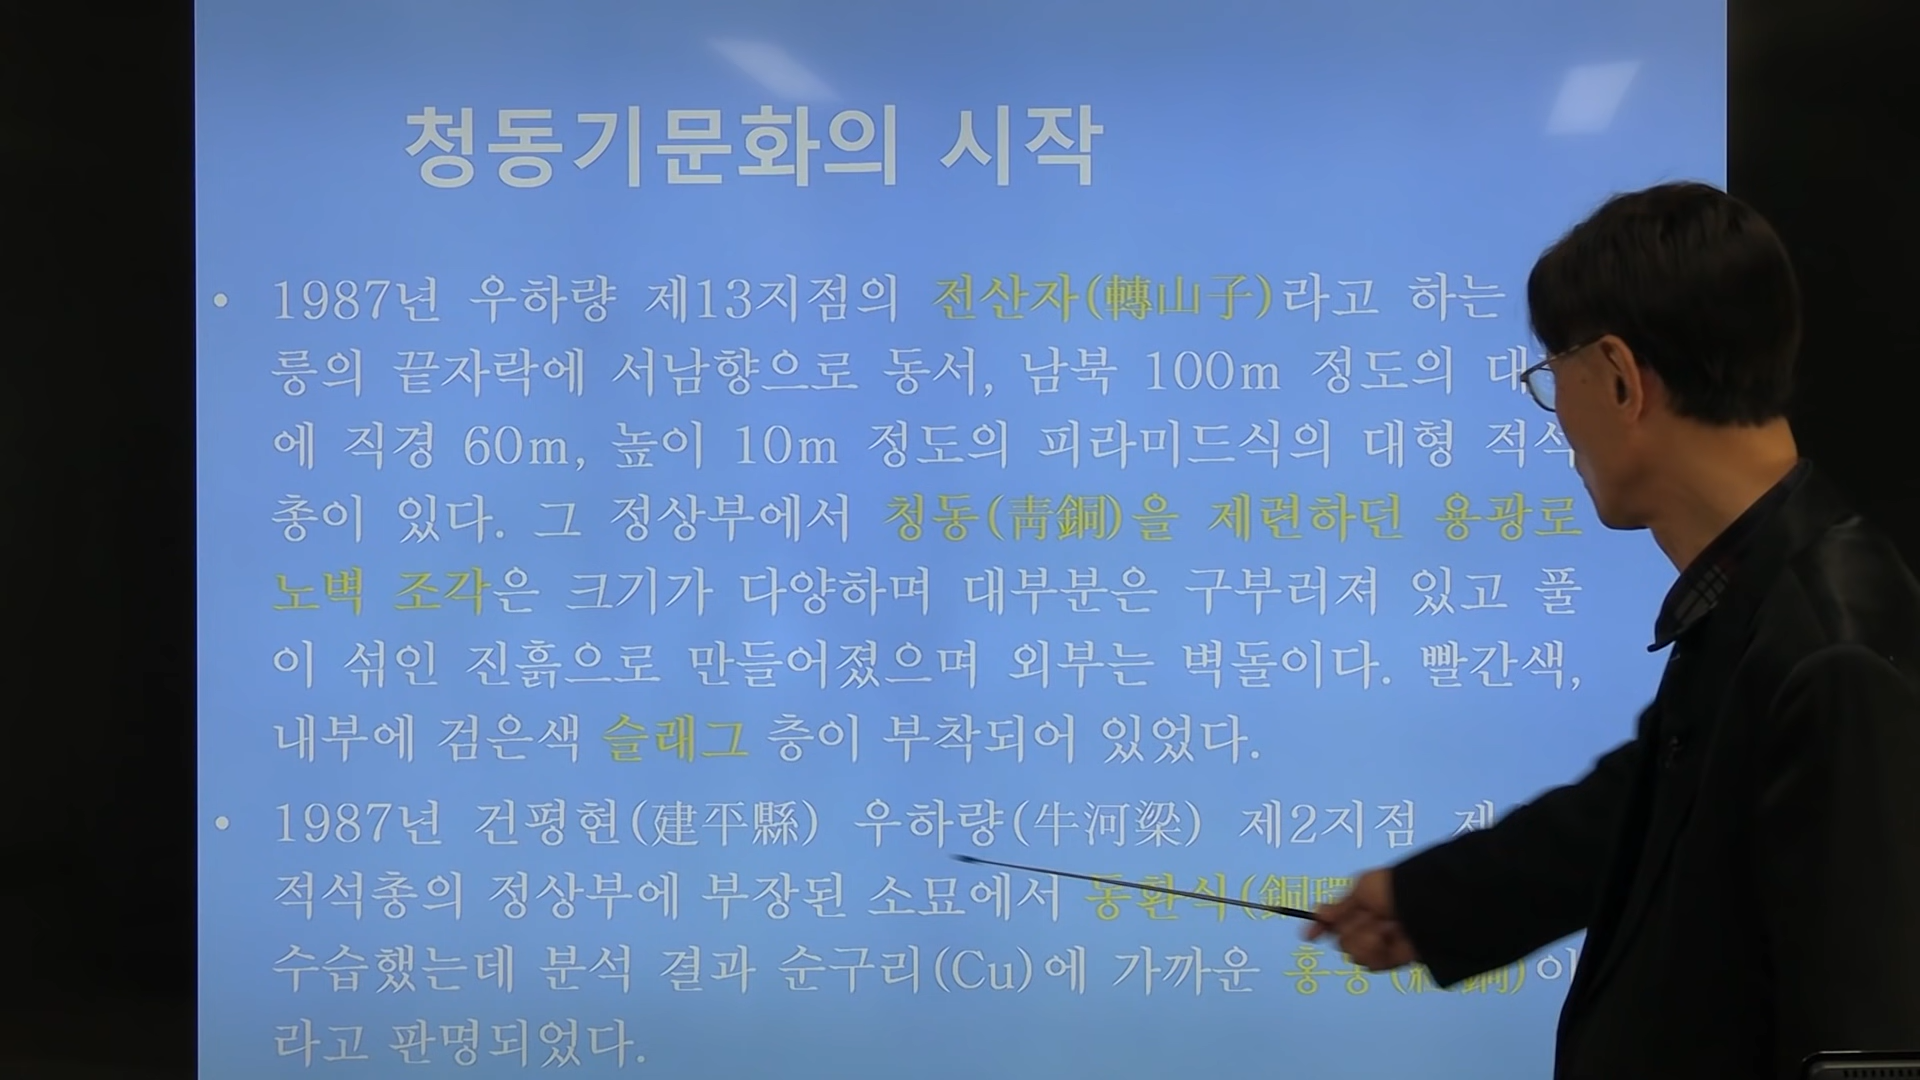 청동기문화의 시작
• 1987년 우하량 제13지점의 전산자(轉山子)라고 하는
릉의 끝자락에 서남향으로 동서, 남북 100m 정도의
에 직경 60m, 높이 10m 정도의 피라미드식의 대형 적석
총이 있다. 그 정상부에서 청동(靑銅)을 제련하던 용광로
노벽 조각은 크기가 다양하며 대부분은 구부러져 있고 풀
이 섞인 진흙으로 만들어졌으며 외부는 벽돌이다. 빨간색,
내부에 검은색 슬래그 층이 부착되어 있었다.
• 1987년 건평현(建平縣) 우하량(牛河梁) 제2지점
적석총의 정상부에 부장된 소묘에서 동환식(銅環
수습했는데 분석 결과 순구리(Cu)에 가까운 홍동(紅銅)이
라고 판명되었다.